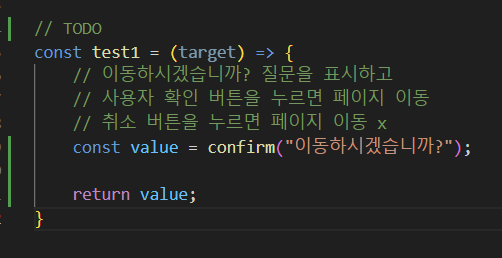 // TODO
const test1 = (target) => {
// 이동하시겠습니까? 질문을 표시하고
// 사용자 확인 버튼을 누르면 페이지 이동
// 취소 버튼을 누르면 페이지 이동 x
const value = confirm("이동하시겠습니까?");
return value;
}